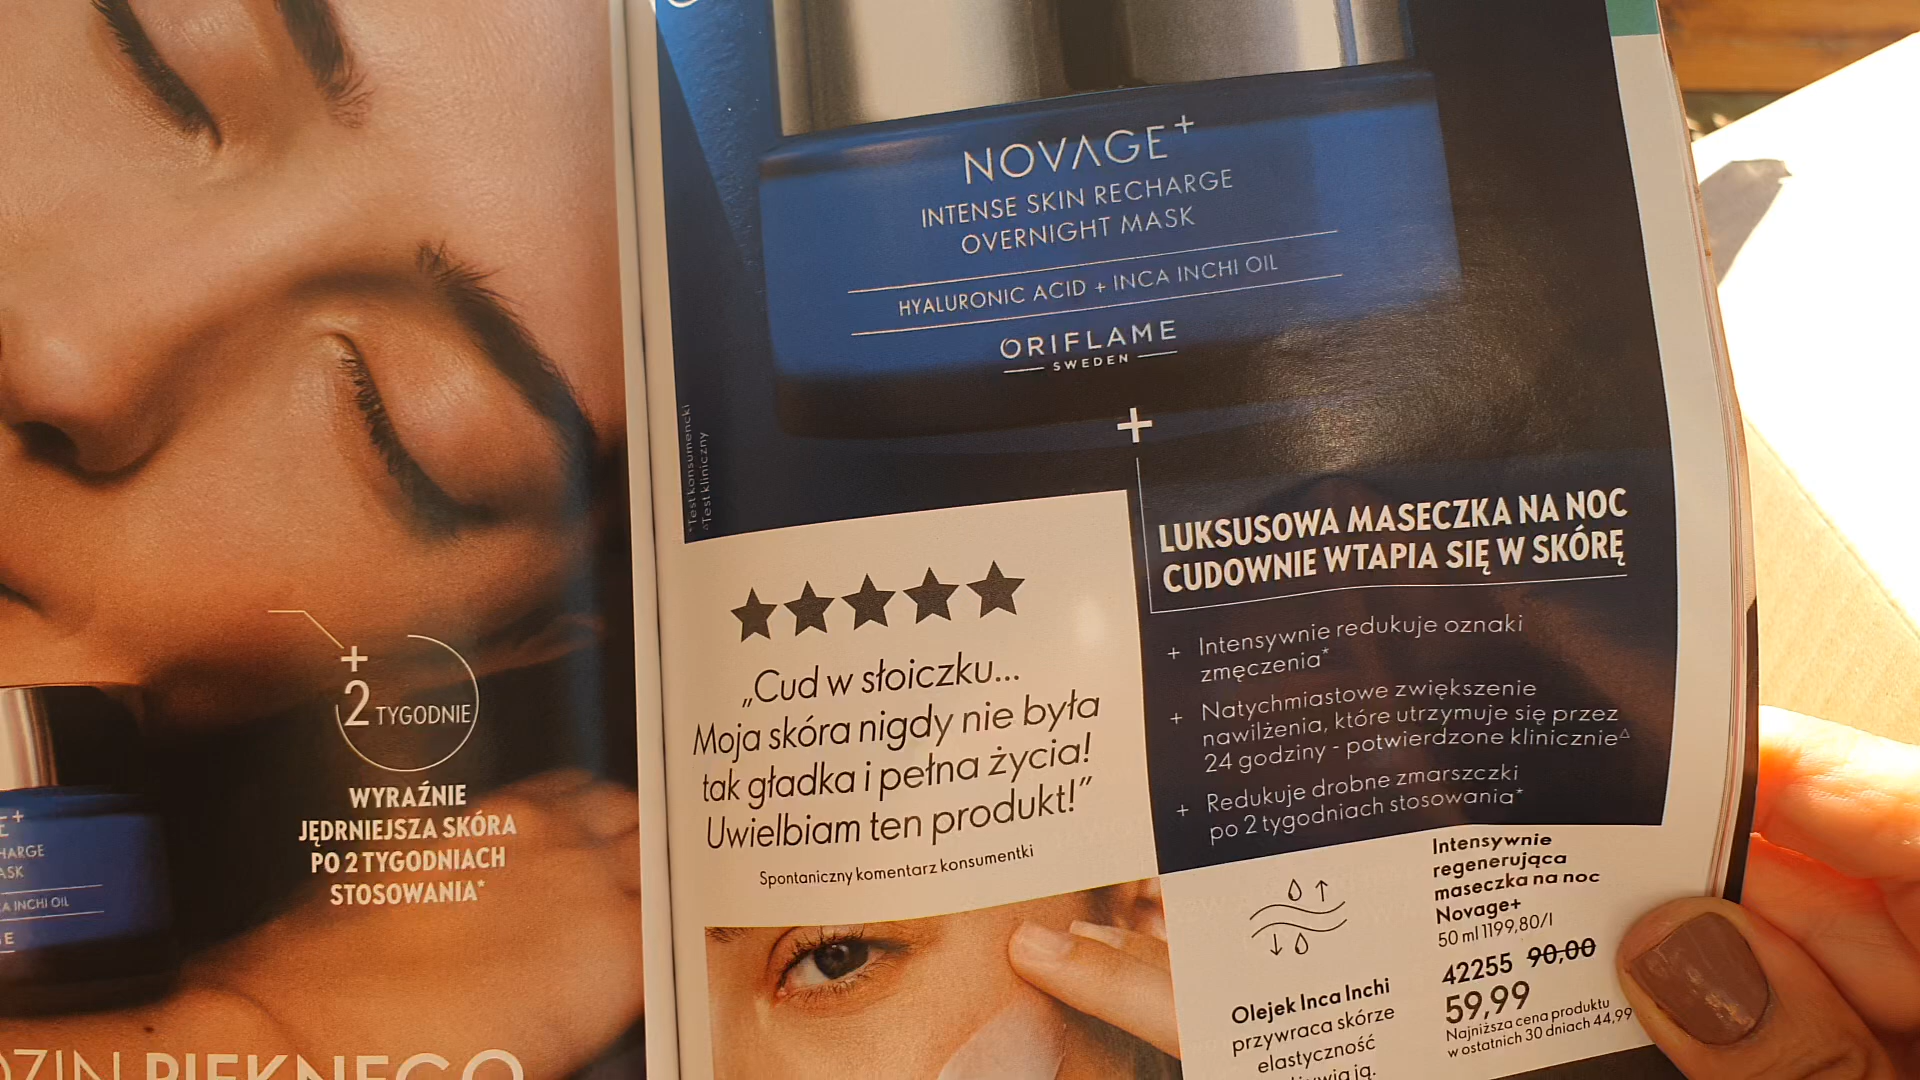 +
2 TYGODNIE
WYRAŹNIE
JĘDRNIEJSZA SKÓRA
PO 2 TYGODNIACH
STOSOWANIA*
INCHI OIL
PIĘKNEGO
NOVAGE+
INTENSE SKIN RECHARGE
OVERNIGHT MASK
HYALURONIC ACID + INCA INCHI OIL
ORIFLAME
SWEDEN
*Test konsumencki
△Test kliniczny
+
LUKSUSOWA MASECZKA NA NOC
CUDOWNIE WTAPIA SIĘ W SKÓRĘ
+ Intensywnie redukuje oznaki
zmęczenia*
+ Natychmiastowe zwiększenie
nawilżenia, które utrzymuje się przez
24 godziny - potwierdzone klinicznie△
+ Redukuje drobne zmarszczki
po 2 tygodniach stosowania*
„Cud w słoiczku...
Moja skóra nigdy nie była
tak gładka i pełna życia!
Uwielbiam ten produkt!”
Spontaniczny komentarz konsumentki
Olejek Inca Inchi
przywraca skórze
elastyczność
ją.
Intensywnie
regenerująca
maseczka na noc
Novage+
50 ml 1199,80/l
42255 90,00
59,99
Najniższa cena produktu
w ostatnich 30 dniach 44,99